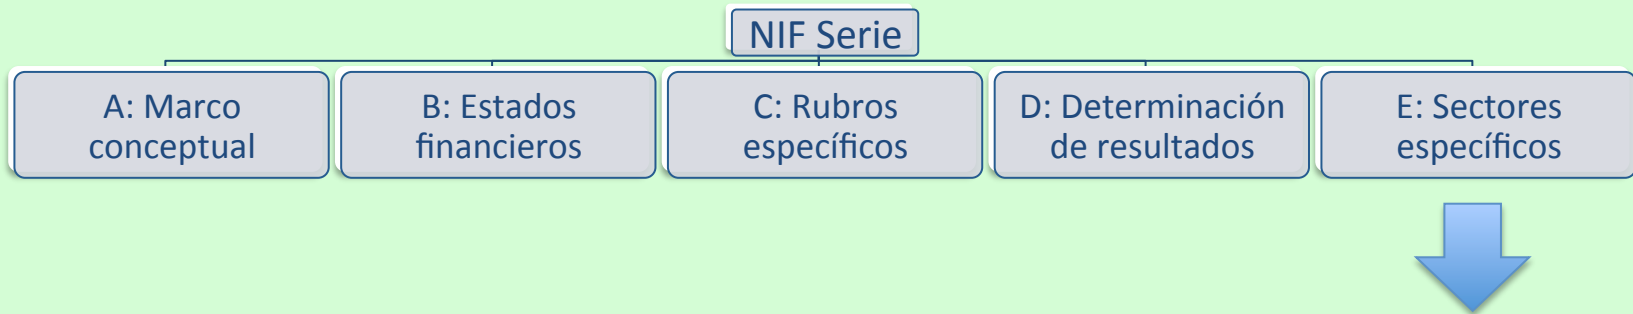 NIF Serie
A: Marco
conceptual
B: Estados
financieros
C: Rubros
específicos
D: Determinación
de resultados
E: Sectores
específicos